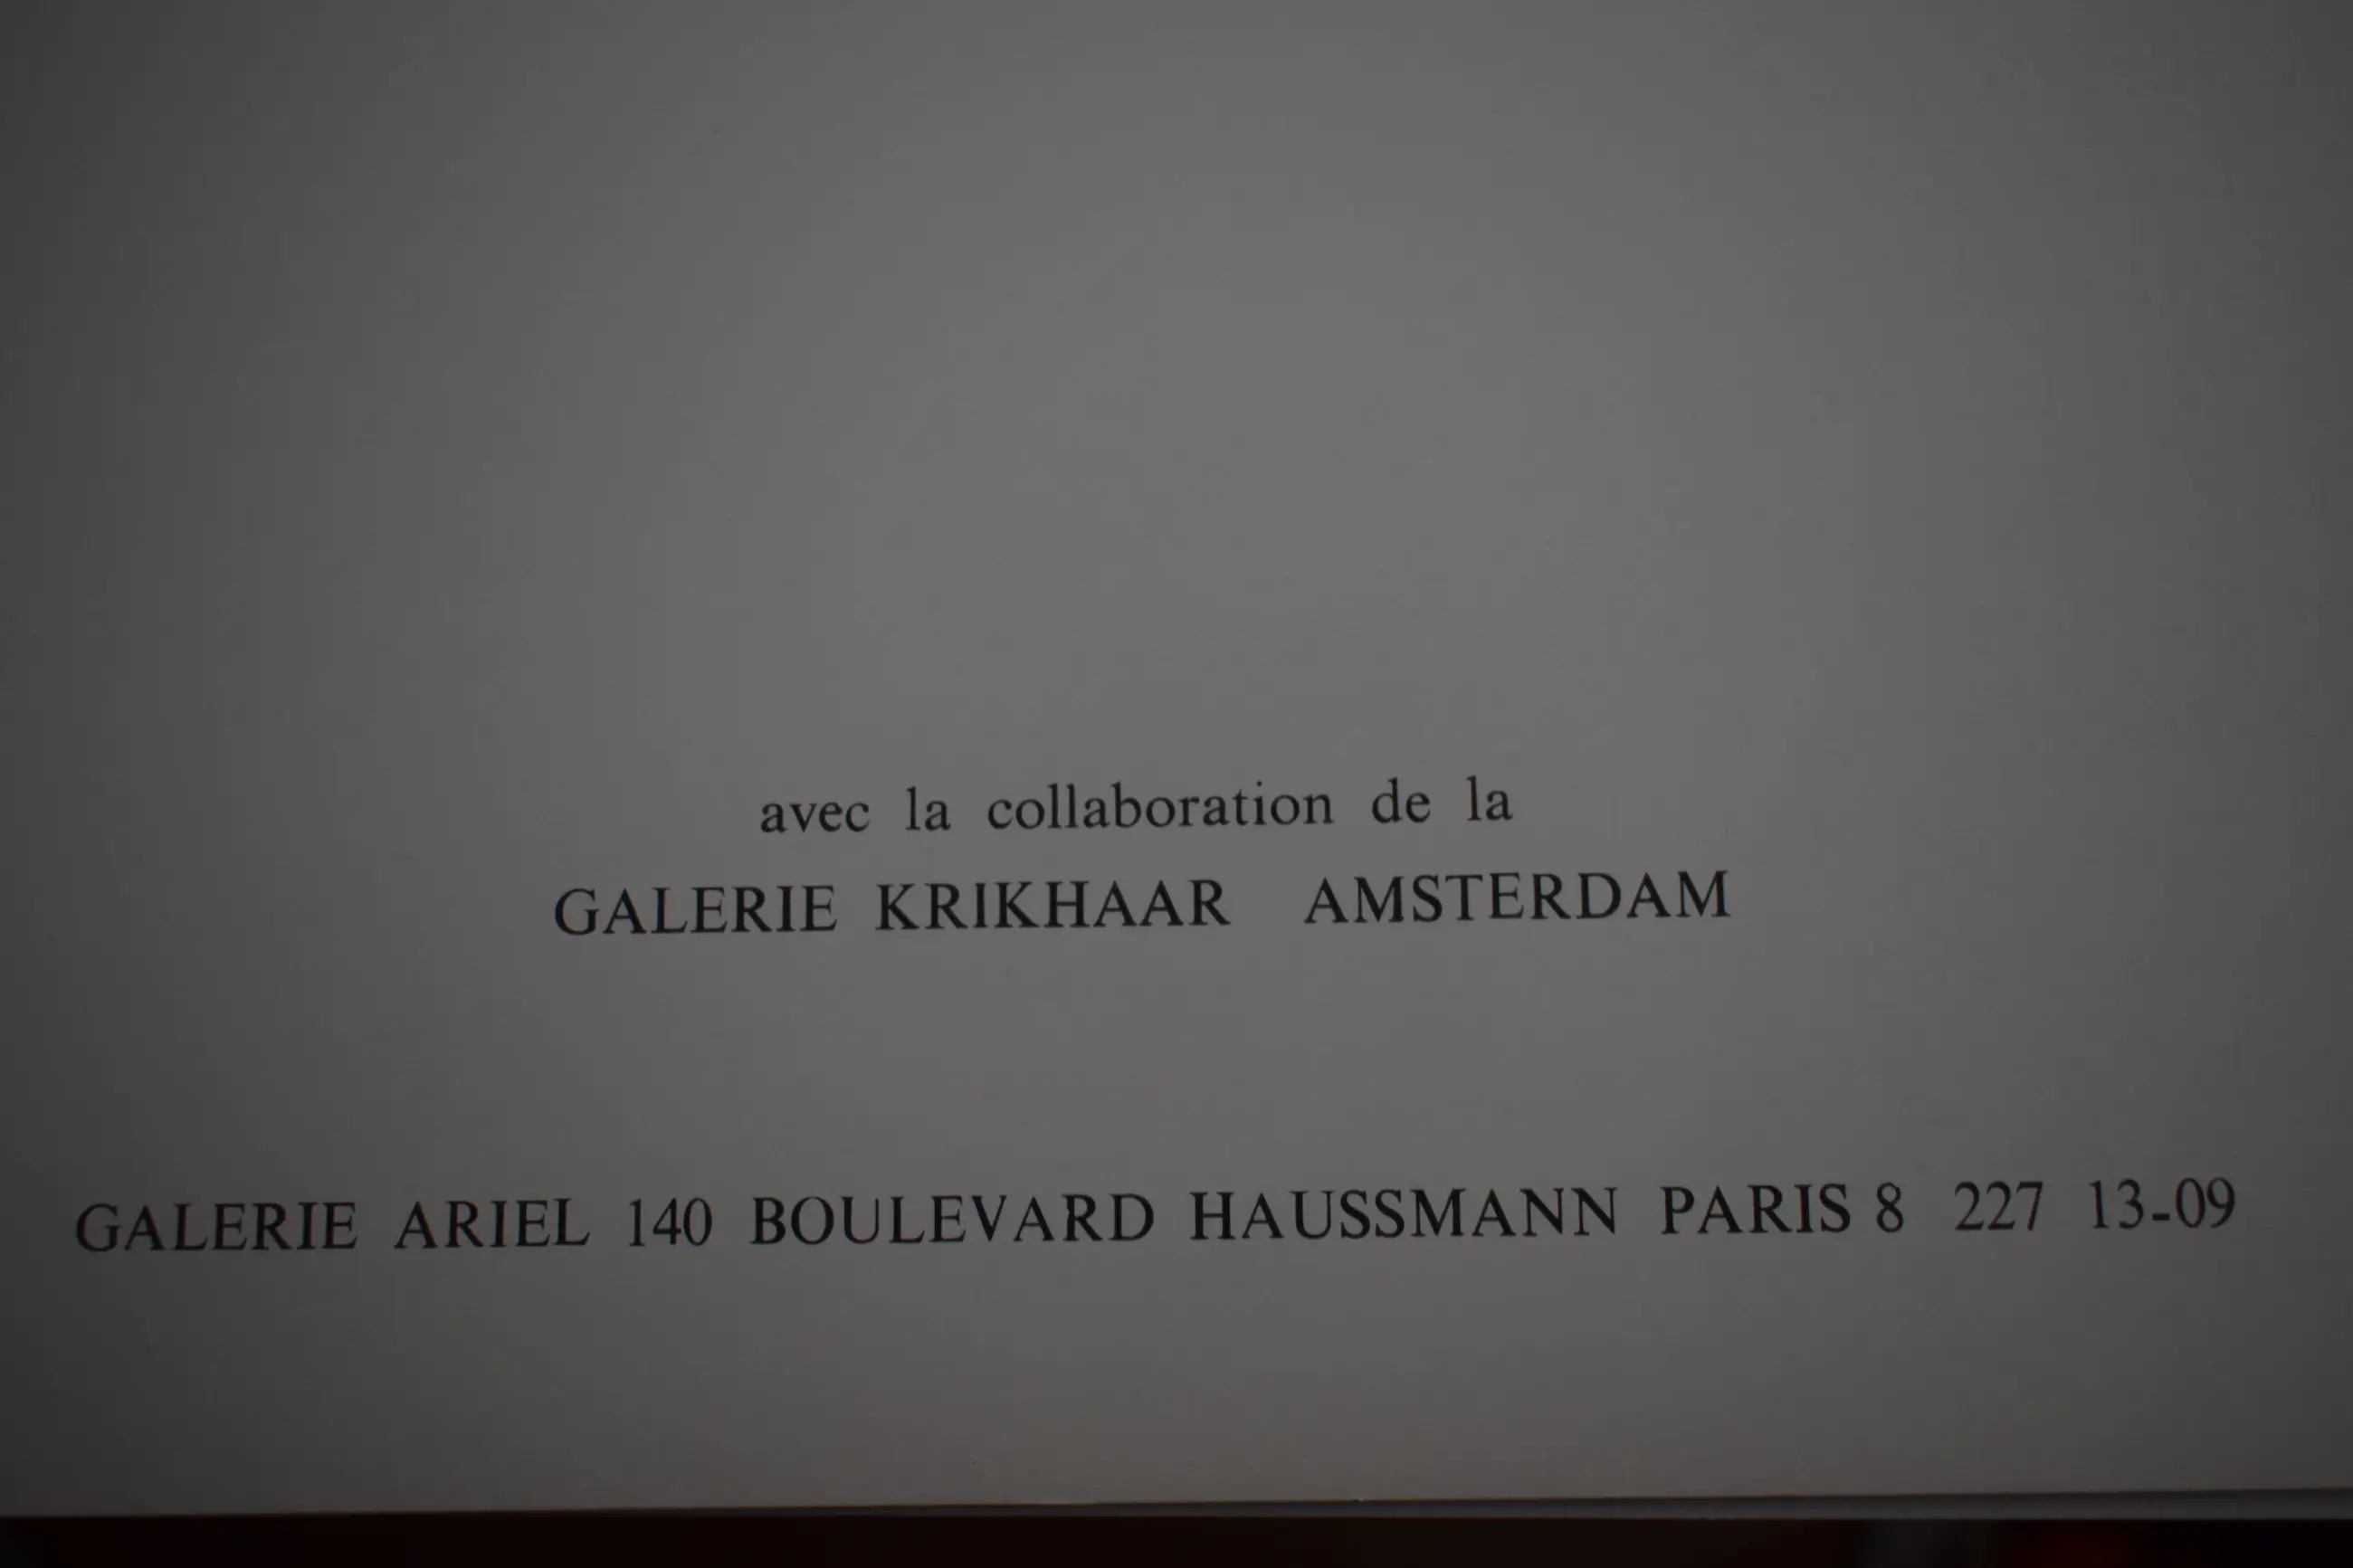 avec la collaboration de la
GALERIE KRIKHAAR AMSTERDAM
GALERIE ARIEL 140 BOULEVARD HAUSSMANN PARIS 8 227 13-09